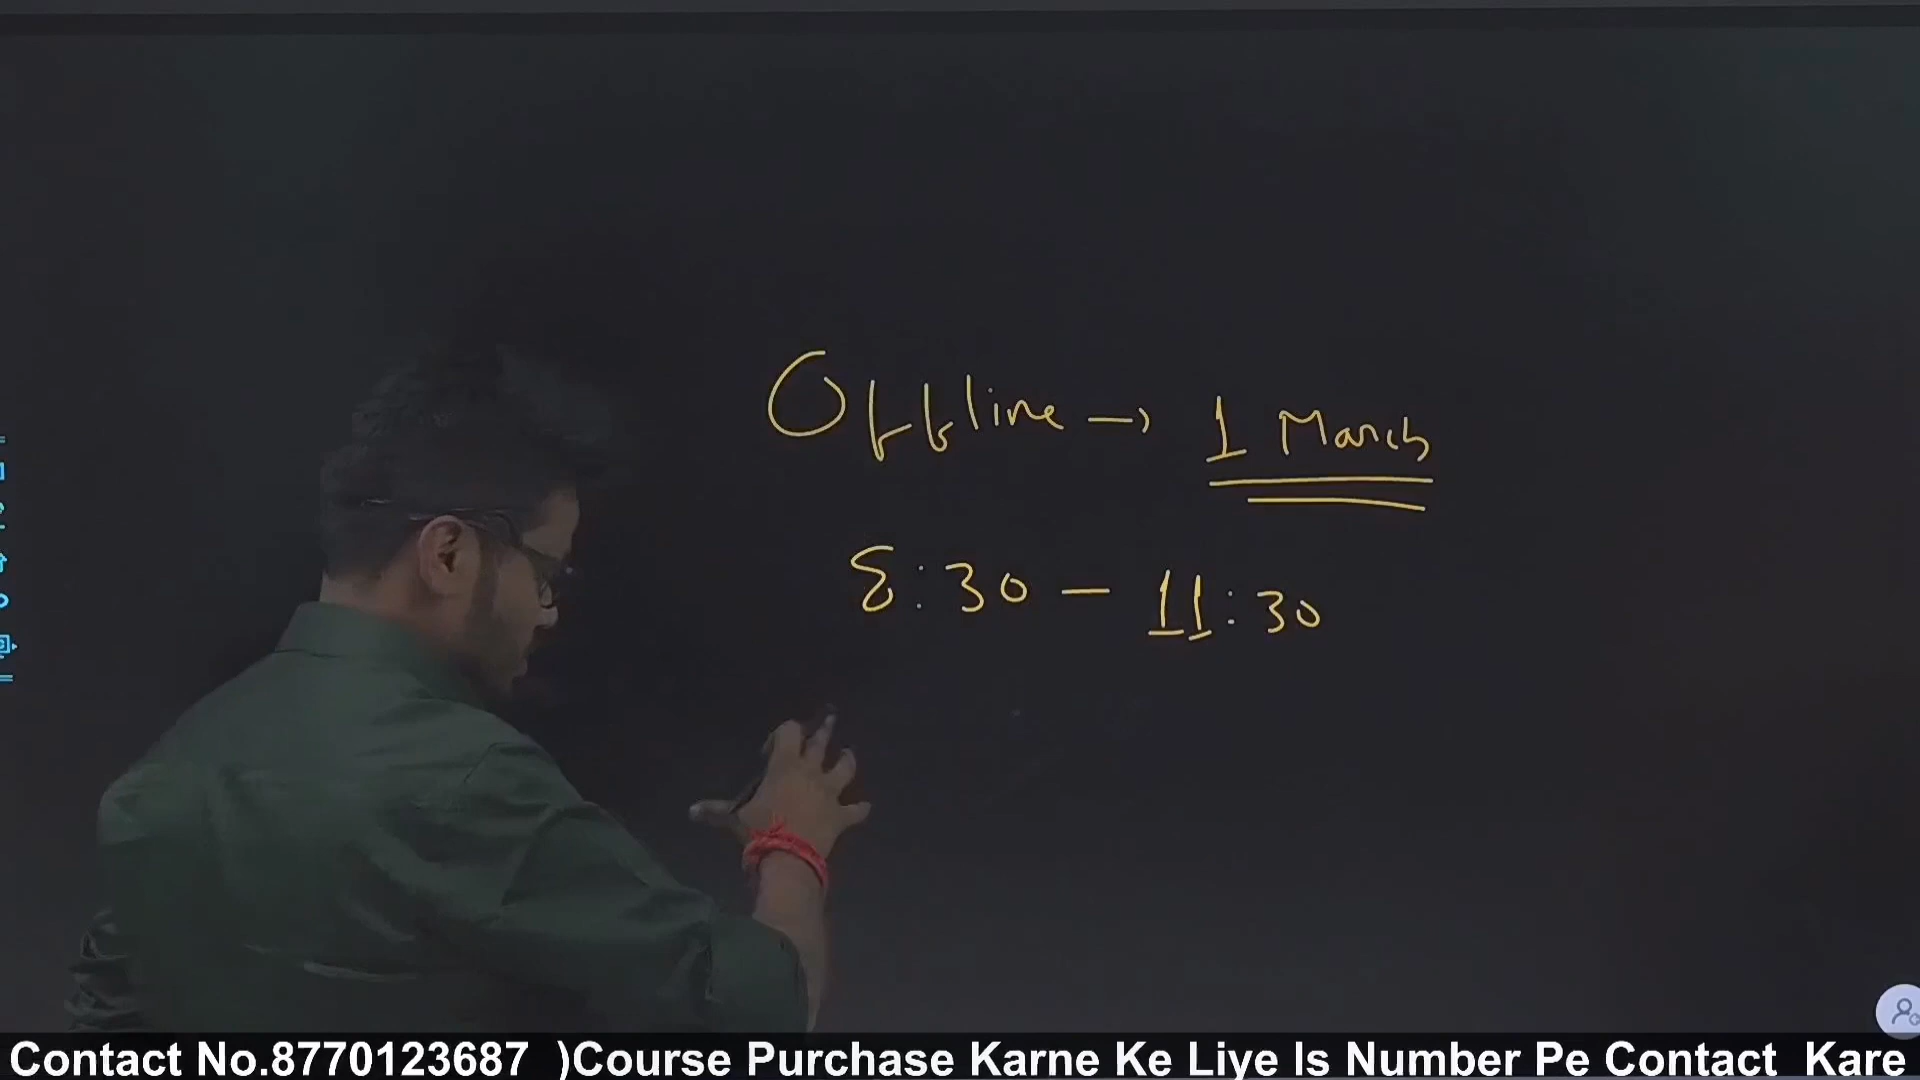 Offline → 1 March
8:30 – 11:30
Contact No.8770123687 )Course Purchase Karne Ke Liye Is Number Pe Contact Kare